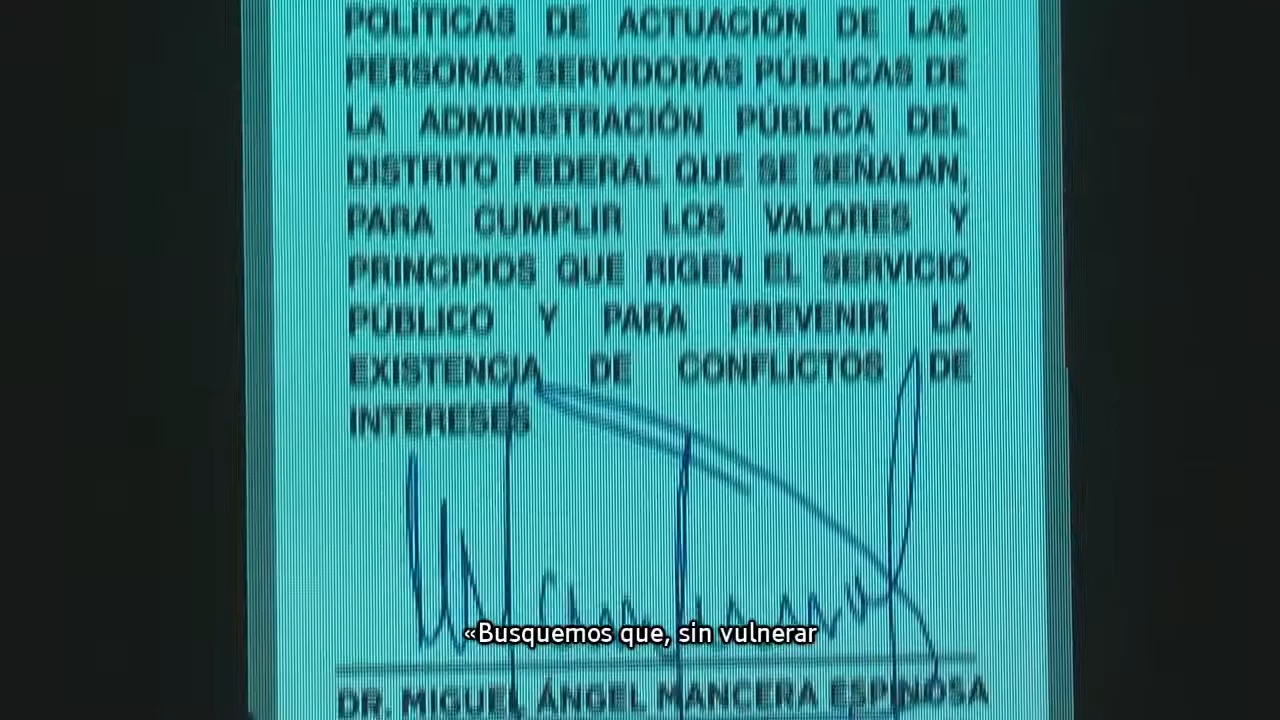 POLÍTICAS DE ACTUACIÓN DE LAS
PERSONAS SERVIDORAS PÚBLICAS DE
LA ADMINISTRACIÓN PÚBLICA DEL
DISTRITO FEDERAL QUE SE SEÑALAN,
PARA CUMPLIR LOS VALORES Y
PRINCIPIOS QUE RIGEN EL SERVICIO
PÚBLICO Y PARA PREVENIR LA
EXISTENCIA DE CONFLICTOS DE
INTERESES
«Busquemos que, sin vulnerar
DR. MIGUEL ÁNGEL MANCERA ESPINOSA